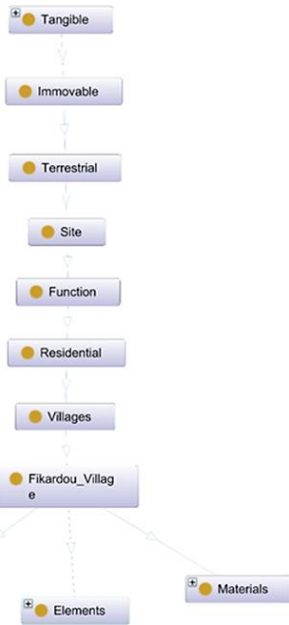 Tangible
Immovable
Terrestrial
Site
Function
Residential
Villages
Fikardou_Villag
e
Materials
Elements